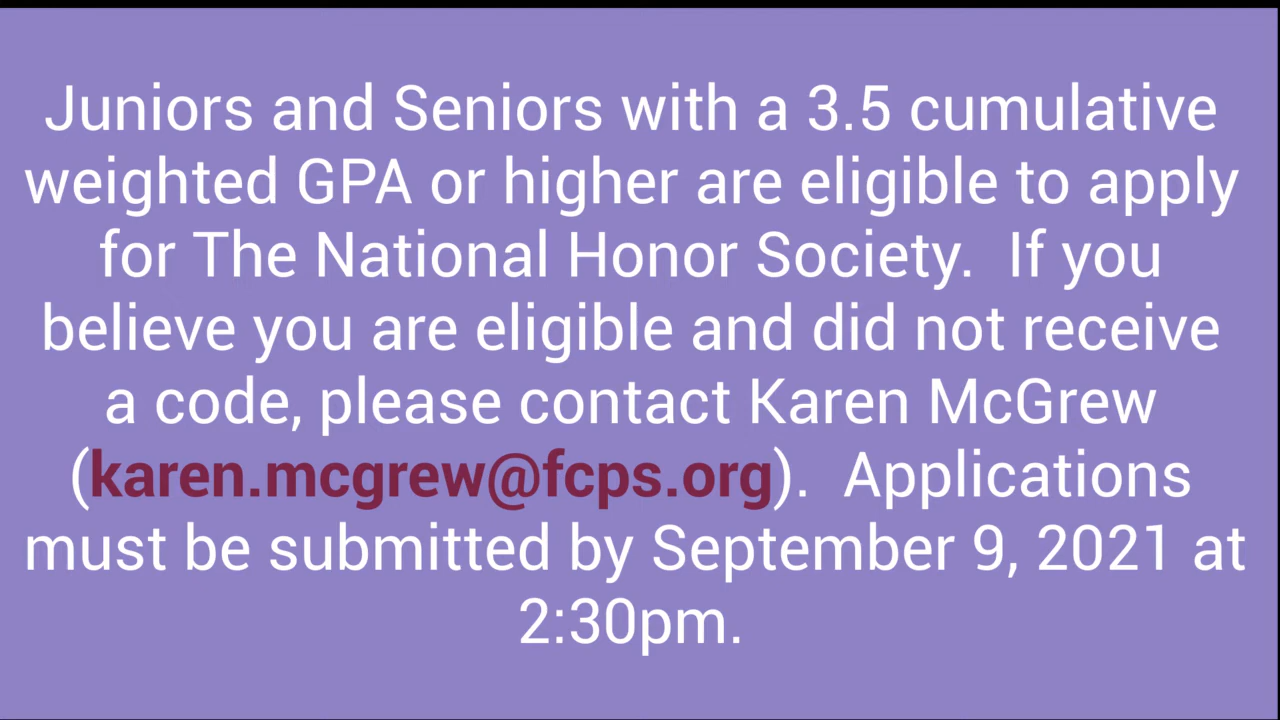 Juniors and Seniors with a 3.5 cumulative
weighted GPA or higher are eligible to apply
for The National Honor Society.  If you
believe you are eligible and did not receive
a code, please contact Karen McGrew
(karen.mcgrew@fcps.org).  Applications
must be submitted by September 9, 2021 at
2:30pm.